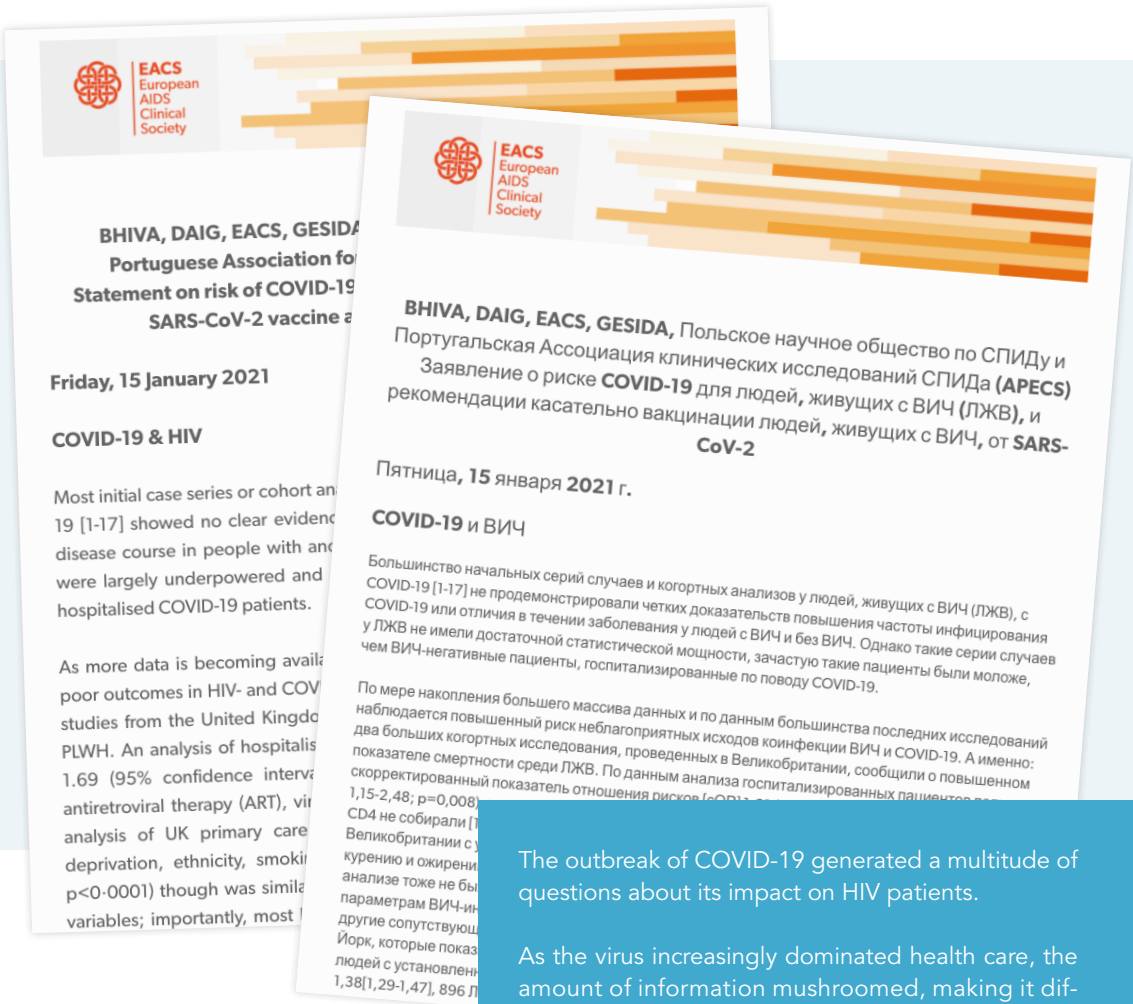 EACS
European
AIDS
Clinical
Society
BHIVA, DAIG, EACS, GESIDA
Portuguese Association fo
Statement on risk of COVID-19
SARS-CoV-2 vaccine a
Friday, 15 January 2021
COVID-19 & HIV
Most initial case series or cohort an
19 [1-17] showed no clear evidenc
disease course in people with and
were largely underpowered and
hospitalised COVID-19 patients.
As more data is becoming availa
poor outcomes in HIV- and COV
studies from the United Kingdo
PLWH. An analysis of hospitalis
1.69 (95% confidence interva
antiretroviral therapy (ART), vir
analysis of UK primary care
deprivation, ethnicity, smoki
p<0·0001) though was simila
variables; importantly, most
EACS
European
AIDS
Clinical
Society
BHIVA, DAIG, EACS, GESIDA, Польское научное общество по СПИДу и
Португальская Ассоциация клинических исследований СПИДа (APECS)
Заявление о риске COVID-19 для людей, живущих с ВИЧ (ЛЖВ), и
рекомендации касательно вакцинации людей, живущих с ВИЧ, от SARS-
CoV-2
Пятница, 15 января 2021 г.
COVID-19 и ВИЧ
Большинство начальных серий случаев и когортных анализов у людей, живущих с ВИЧ (ЛЖВ), с
COVID-19 [1-17] не продемонстрировали четких доказательств повышения частоты инфицирования
COVID-19 или отличия в течении заболевания у людей с ВИЧ и без ВИЧ. Однако такие серии случаев
у ЛЖВ не имели достаточной статистической мощности, зачастую такие пациенты были моложе,
чем ВИЧ-негативные пациенты, госпитализированные по поводу COVID-19.
По мере накопления большего массива данных и по данным большинства последних исследований
наблюдается повышенный риск неблагоприятных исходов коинфекции ВИЧ и COVID-19. А именно:
два больших когортных исследования, проведенных в Великобритании, сообщили о повышенном
показателе смертности среди ЛЖВ. По данным анализа госпитализированных пациентов
скорректированный показатель отношения рисков
1,15-2,48; p=0,008)
CD4 не собирали [1
Великобритании с у
курению и ожирени
анализе тоже не бы
параметрам ВИЧ-ин
другие сопутствующ
Йорк, которые показ
людей с установленн
1,38[1,29-1,47], 896 Л
The outbreak of COVID-19 generated a multitude of
questions about its impact on HIV patients.
As the virus increasingly dominated health care, the
amount of information mushroomed, making it dif-